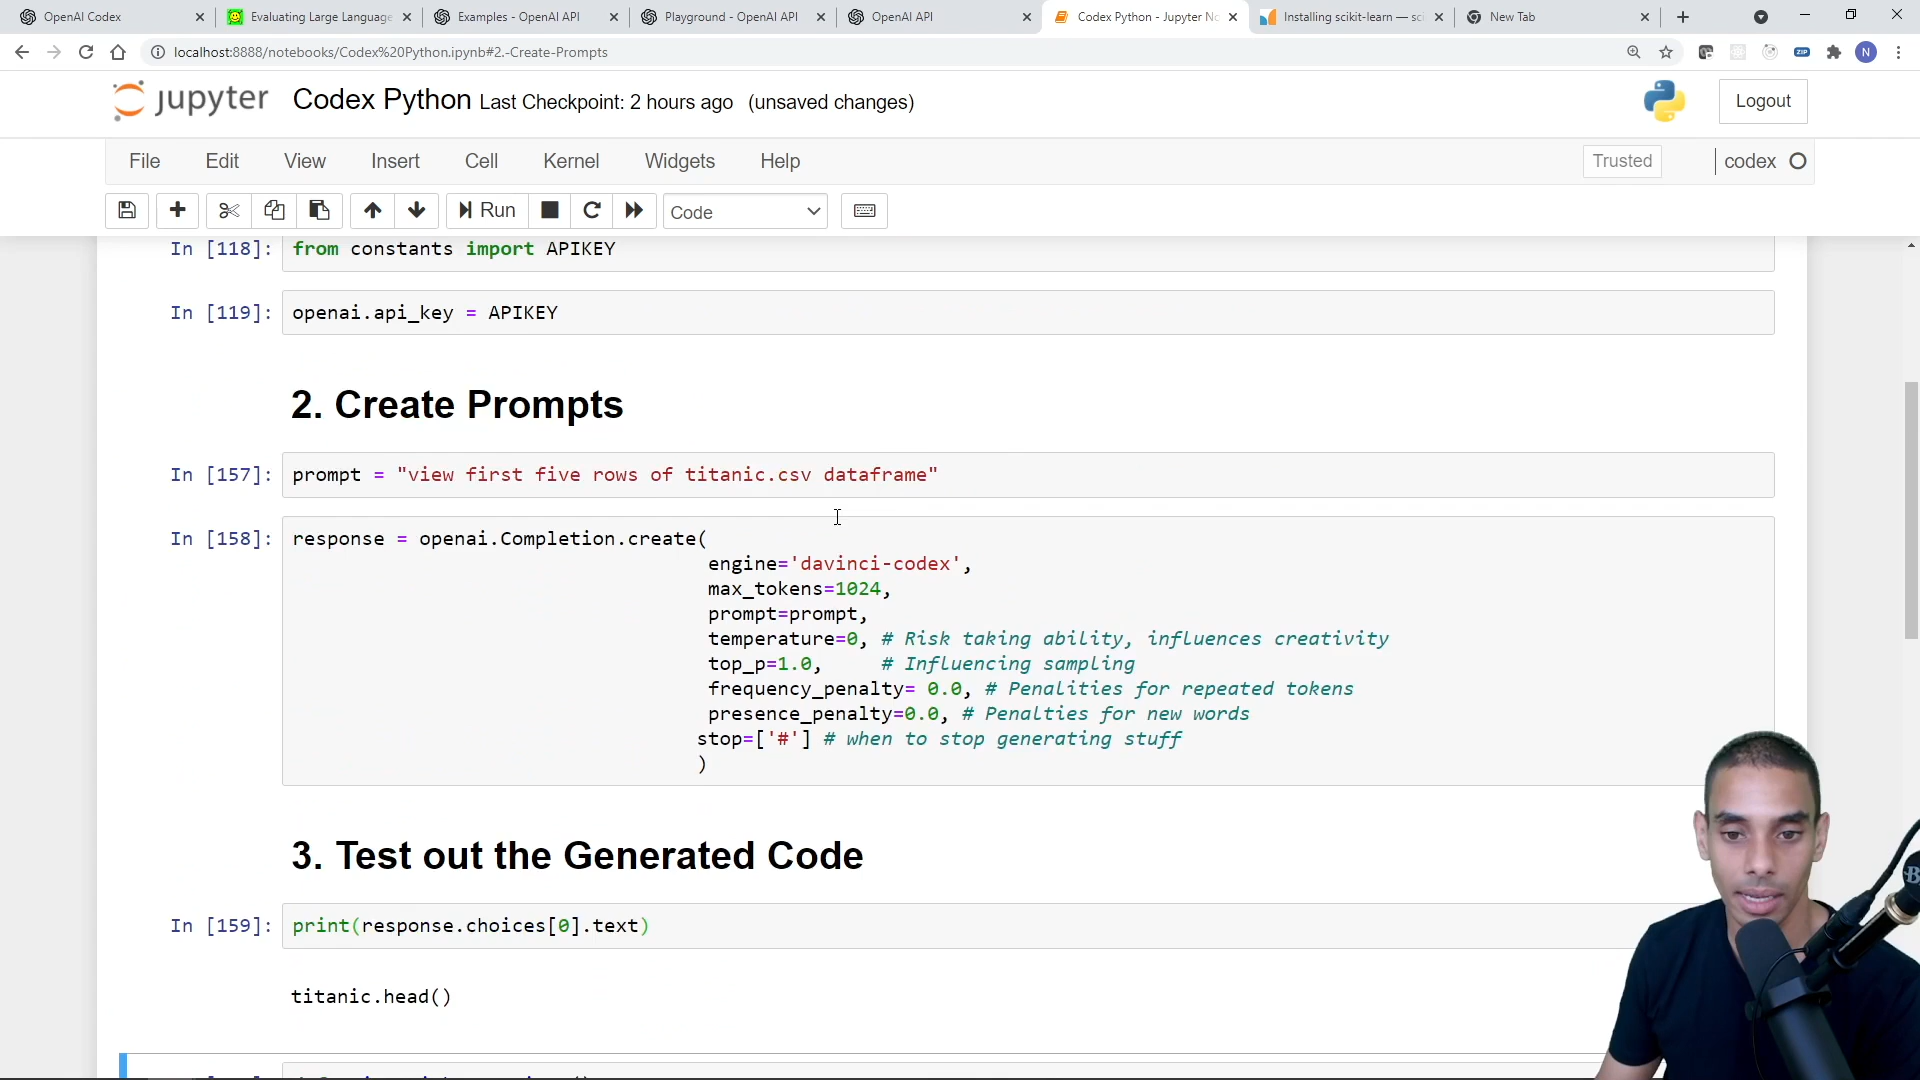 OpenAI Codex
Evaluating Large Language
Examples - OpenAI API
Playground - OpenAI API
OpenAI API
Codex Python - Jupyter No
Installing scikit-learn — sci
New Tab
localhost:8888/notebooks/Codex%20Python.ipynb#2.-Create-Prompts
ZIP
N
jupyter Codex Python Last Checkpoint: 2 hours ago (unsaved changes)
Logout
File Edit View Insert Cell Kernel Widgets Help
Trusted
codex
Run
Code
In [118]: from constants import APIKEY
In [119]: openai.api_key = APIKEY
2. Create Prompts
In [157]: prompt = "view first five rows of titanic.csv dataframe"
In [158]: response = openai.Completion.create(
engine='davinci-codex',
max_tokens=1024,
prompt=prompt,
temperature=0, # Risk taking ability, influences creativity
top_p=1.0, # Influencing sampling
frequency_penalty= 0.0, # Penalities for repeated tokens
presence_penalty=0.0, # Penalties for new words
stop=['#'] # when to stop generating stuff
)
3. Test out the Generated Code
In [159]: print(response.choices[0].text)
titanic.head()